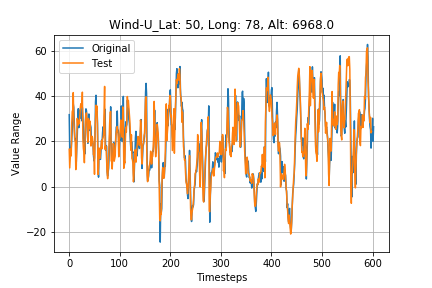 Wind-U_Lat: 50, Long: 78, Alt: 6968.0
Original
Test
60
40
20
0
−20
Value Range
0 100 200 300 400 500 600
Timesteps